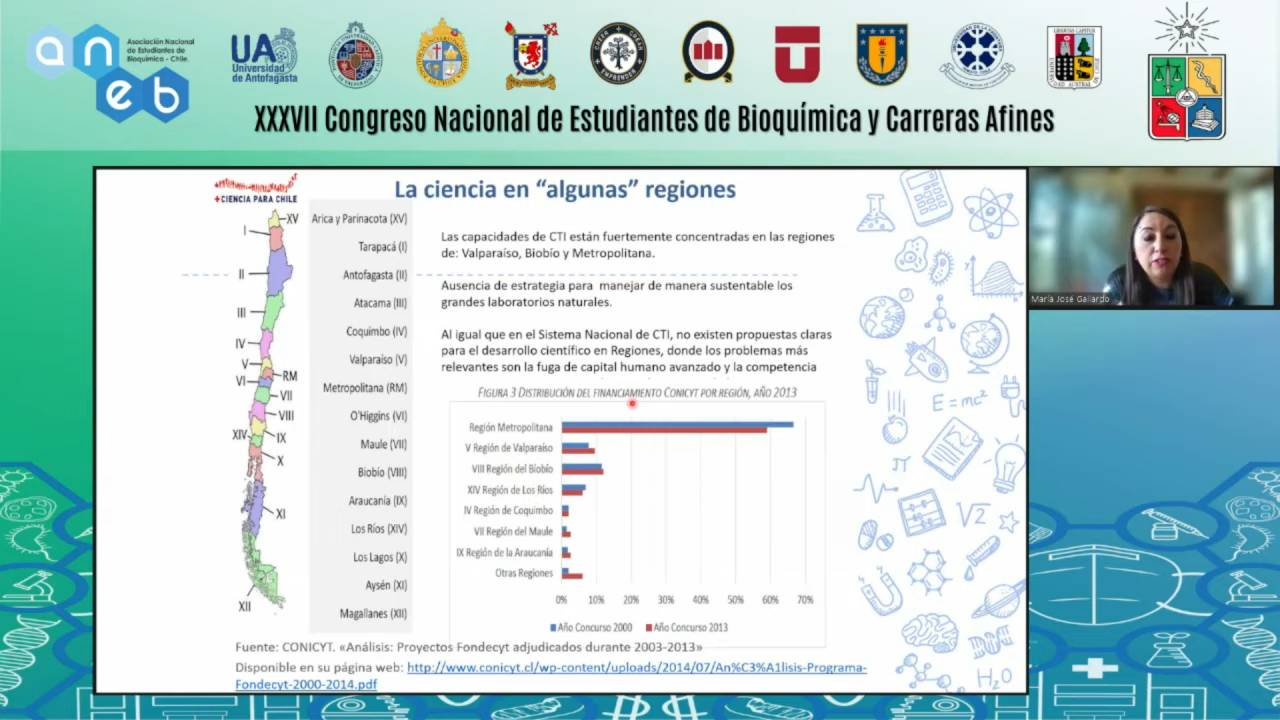 aneb
Asociación Nacional
de Estudiantes de
Bioquímica - Chile.
UA
Universidad
de Antofagasta
XXXVII Congreso Nacional de Estudiantes de Bioquímica y Carreras Afines
+CIENCIA PARA CHILE
La ciencia en “algunas” regiones
XV
I
II
III
IV
V
RM
VI
VII
VIII
XIV
IX
X
XI
XII
Arica y Parinacota (XV)
Tarapacá (I)
Antofagasta (II)
Atacama (III)
Coquimbo (IV)
Valparaíso (V)
Metropolitana (RM)
O'Higgins (VI)
Maule (VII)
Biobío (VIII)
Araucanía (IX)
Los Ríos (XIV)
Los Lagos (X)
Aysén (XI)
Magallanes (XII)
Las capacidades de CTI están fuertemente concentradas en las regiones
de: Valparaíso, Biobío y Metropolitana.
Ausencia de estrategia para manejar de manera sustentable los
grandes laboratorios naturales.
Al igual que en el Sistema Nacional de CTI, no existen propuestas claras
para el desarrollo científico en Regiones, donde los problemas más
relevantes son la fuga de capital humano avanzado y la competencia
FIGURA 3 DISTRIBUCIÓN DEL FINANCIAMIENTO CONICYT POR REGIÓN, AÑO 2013
Región Metropolitana
V Región de Valparaíso
VIII Región del Biobío
XIV Región de Los Ríos
IV Región de Coquimbo
VII Región del Maule
IX Región de la Araucanía
Otras Regiones
0% 10% 20% 30% 40% 50% 60% 70%
Año Concurso 2000 Año Concurso 2013
Fuente: CONICYT. «Análisis: Proyectos Fondecyt adjudicados durante 2003-2013»
Disponible en su página web: http://www.conicyt.cl/wp-content/uploads/2014/07/An%C3%A1lisis-Programa-
Fondecyt-2000-2014.pdf
E=mc²
π
√2
H₂O
María José Gallardo